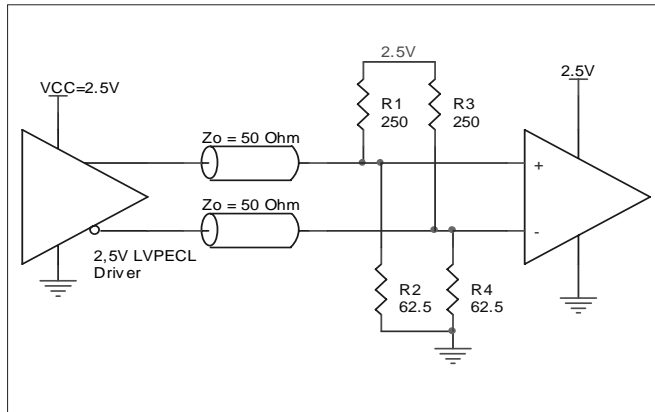 2.5V
VCC=2.5V
2.5V
R1
250
R3
250
Zo = 50 Ohm
+
Zo = 50 Ohm
-
2,5V LVPECL
Driver
R2
62.5
R4
62.5